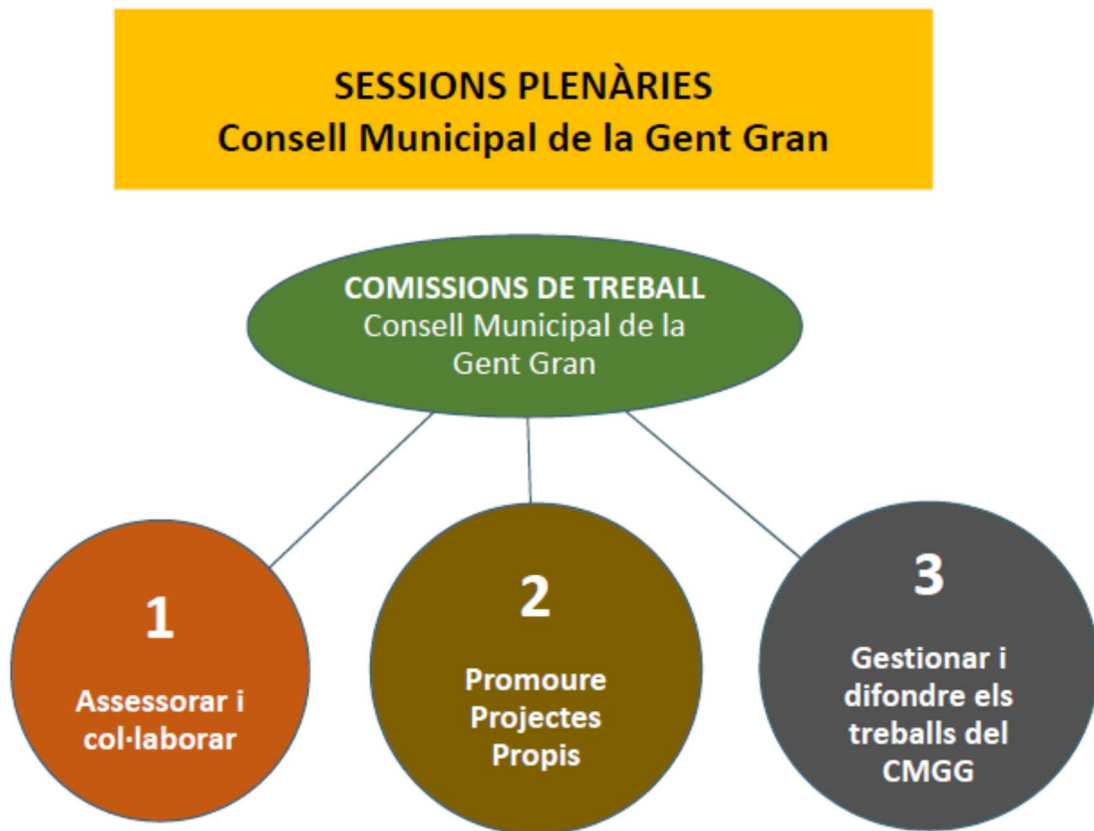 SESSIONS PLENÀRIES
Consell Municipal de la Gent Gran
COMISSIONS DE TREBALL
Consell Municipal de la
Gent Gran
1
Assessorar i
col·laborar
2
Promoure
Projectes
Propis
3
Gestionar i
difondre els
treballs del
CMGG